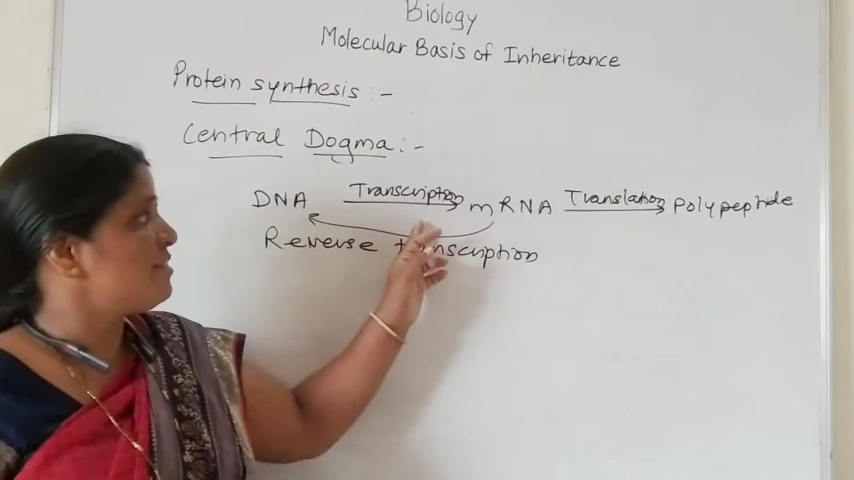 Biology
Molecular Basis of Inheritance
Protein synthesis :-
Central Dogma :-
DNA Transcription mRNA Translation Polypeptide
Reverse transcription